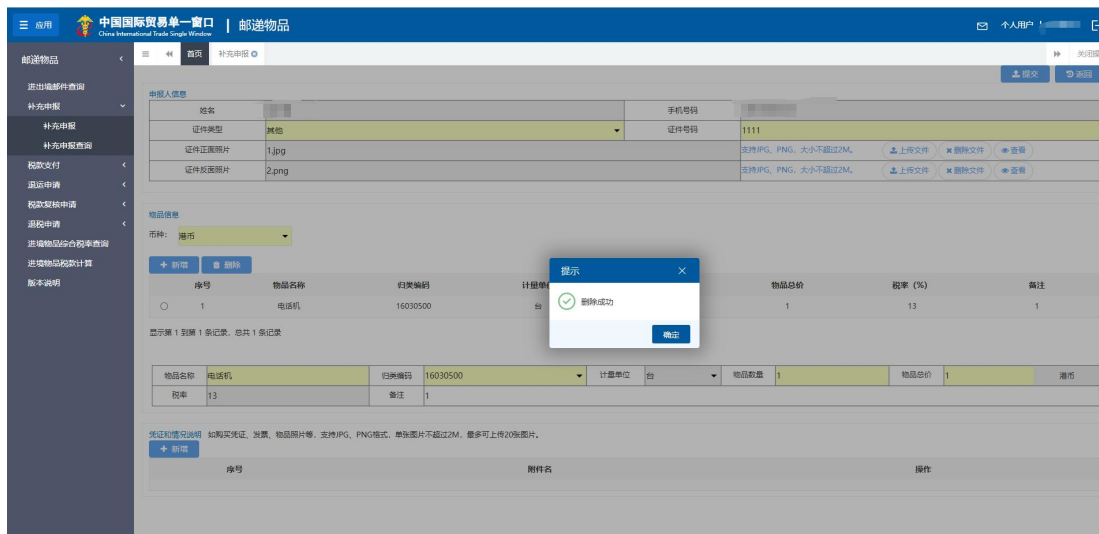 应用 中国国际贸易单一窗口 | 邮递物品 个人用户
China International Trade Single Window
邮递物品 首页 补充申报 关闭
提交 返回
进出境邮件查询
补充申报
补充申报
补充申报查询
税款支付
退运申请
税款复核申请
退税申请
进境物品综合税率查询
进境物品税款计算
版本说明
申报人信息
姓名 手机号码
证件类型 其他 证件号码 1111
证件正面照片 1.jpg 支持JPG、PNG，大小不超过2M。 上传文件 删除文件 查看
证件反面照片 2.png 支持JPG、PNG，大小不超过2M。 上传文件 删除文件 查看
物品信息
币种： 港币
新增 删除
序号 物品名称 归类编码 计量单 物品总价 税率（%） 备注
1 电话机 16030500 台 1 13 1
显示第 1 到第 1 条记录，总共 1 条记录
提示
删除成功
确定
物品名称 电话机 归类编码 16030500 计量单位 台 物品数量 1 物品总价 1 港币
税率 13 备注 1
凭证和情况说明 如购买凭证、发票、物品照片等，支持JPG、PNG格式，单张图片不超过2M，最多可上传20张图片。
新增
序号 附件名 操作